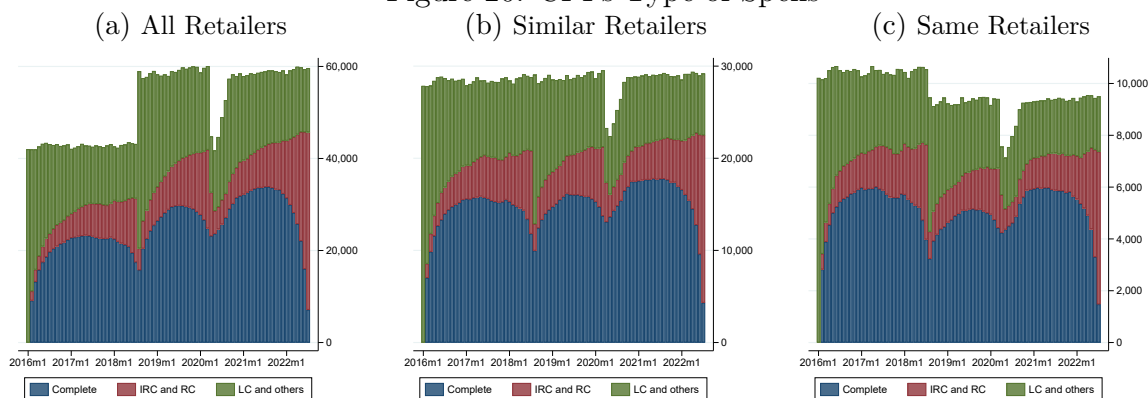 (a) All Retailers
(b) Similar Retailers
(c) Same Retailers
60,000
40,000
20,000
0
2016m1 2017m1 2018m1 2019m1 2020m1 2021m1 2022m1
Complete IRC and RC LC and others
30,000
20,000
10,000
0
2016m1 2017m1 2018m1 2019m1 2020m1 2021m1 2022m1
Complete IRC and RC LC and others
10,000
8,000
6,000
4,000
2,000
0
2016m1 2017m1 2018m1 2019m1 2020m1 2021m1 2022m1
Complete IRC and RC LC and others